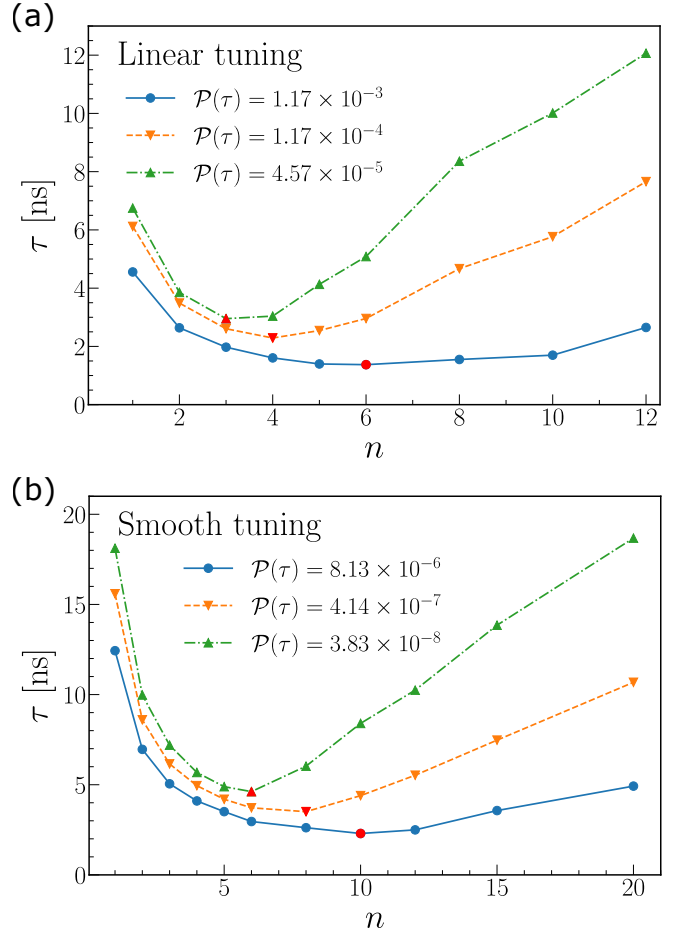 (a)
Linear tuning
𝒫(τ) = 1.17 × 10⁻³
𝒫(τ) = 1.17 × 10⁻⁴
𝒫(τ) = 4.57 × 10⁻⁵
τ [ns]
12
10
8
6
4
2
0
2 4 6 8 10 12
n
(b)
Smooth tuning
𝒫(τ) = 8.13 × 10⁻⁶
𝒫(τ) = 4.14 × 10⁻⁷
𝒫(τ) = 3.83 × 10⁻⁸
τ [ns]
20
15
10
5
0
5 10 15 20
n